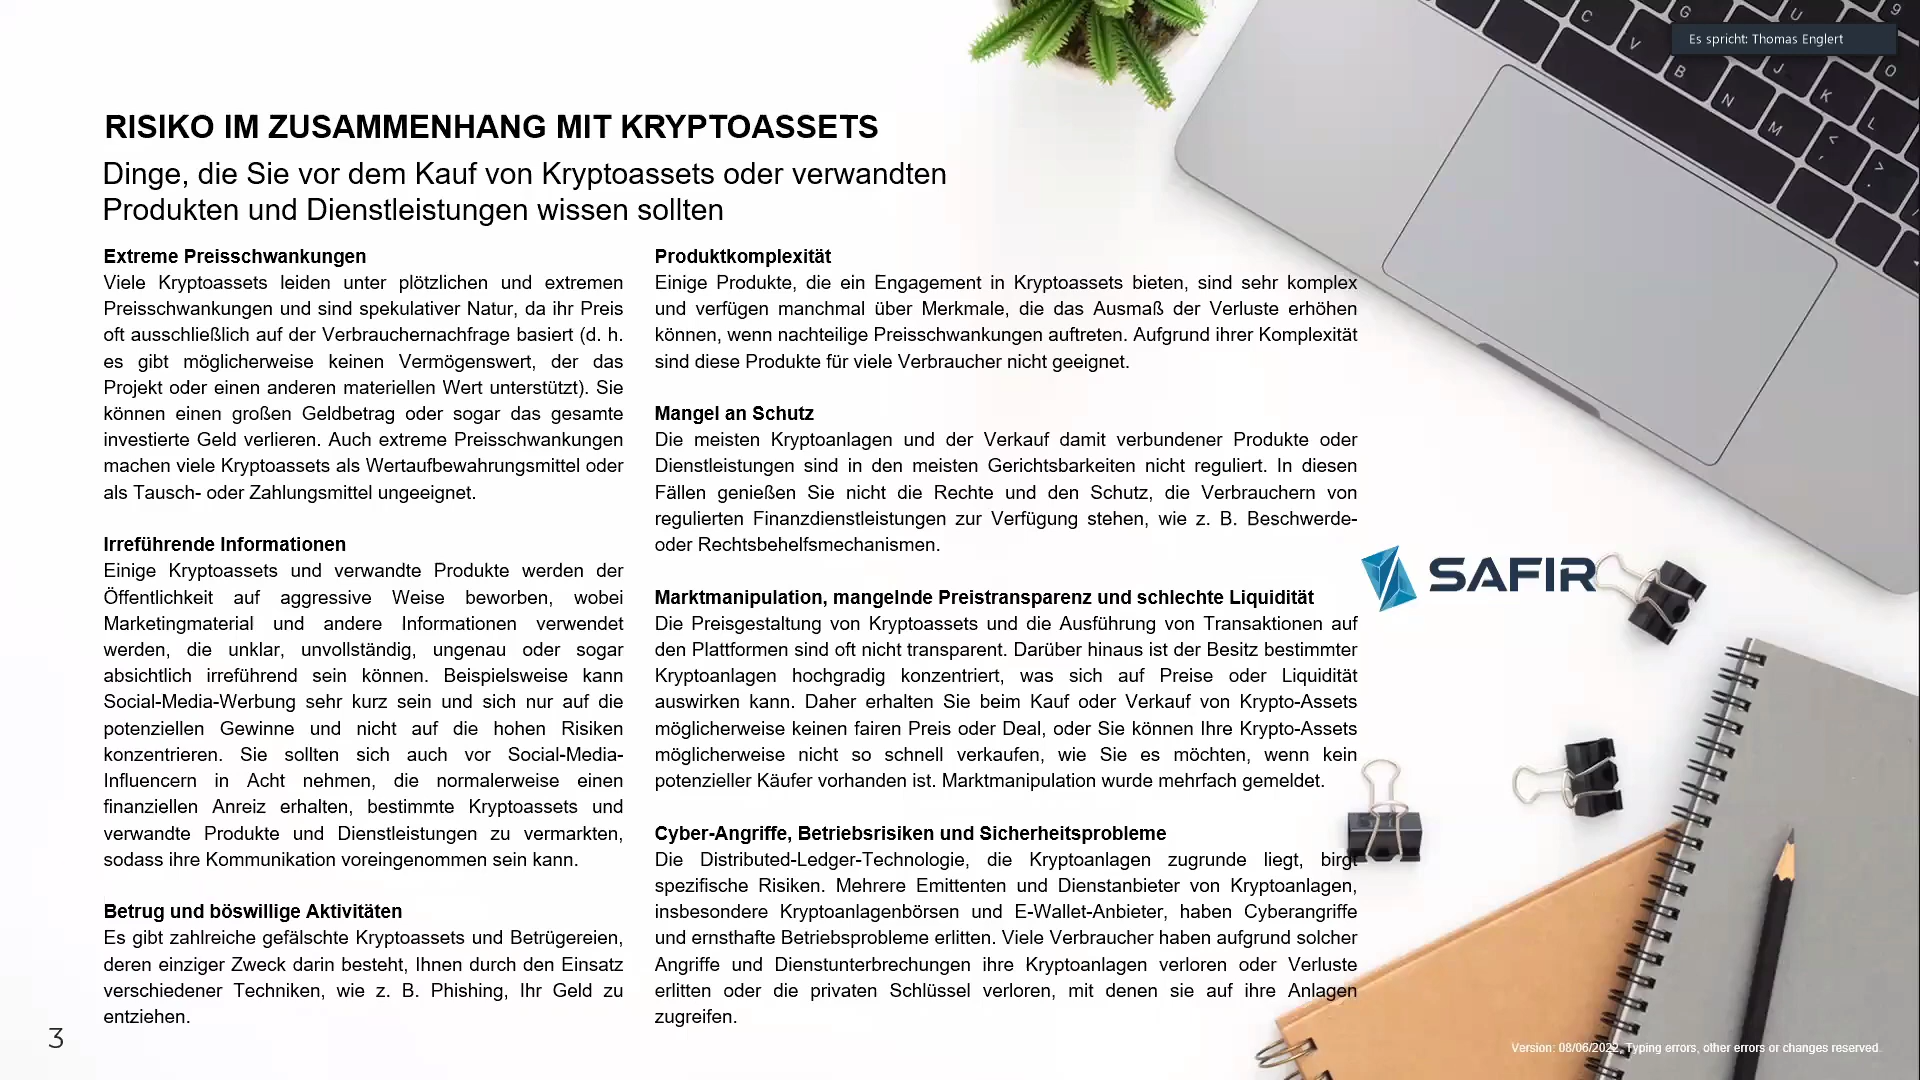 Es spricht: Thomas Englert
RISIKO IM ZUSAMMENHANG MIT KRYPTOASSETS
Dinge, die Sie vor dem Kauf von Kryptoassets oder verwandten
Produkten und Dienstleistungen wissen sollten
Extreme Preisschwankungen
Viele Kryptoassets leiden unter plötzlichen und extremen
Preisschwankungen und sind spekulativer Natur, da ihr Preis
oft ausschließlich auf der Verbrauchernachfrage basiert (d. h.
es gibt möglicherweise keinen Vermögenswert, der das
Projekt oder einen anderen materiellen Wert unterstützt). Sie
können einen großen Geldbetrag oder sogar das gesamte
investierte Geld verlieren. Auch extreme Preisschwankungen
machen viele Kryptoassets als Wertaufbewahrungsmittel oder
als Tausch- oder Zahlungsmittel ungeeignet.
Irreführende Informationen
Einige Kryptoassets und verwandte Produkte werden der
Öffentlichkeit auf aggressive Weise beworben, wobei
Marketingmaterial und andere Informationen verwendet
werden, die unklar, unvollständig, ungenau oder sogar
absichtlich irreführend sein können. Beispielsweise kann
Social-Media-Werbung sehr kurz sein und sich nur auf die
potenziellen Gewinne und nicht auf die hohen Risiken
konzentrieren. Sie sollten sich auch vor Social-Media-
Influencern in Acht nehmen, die normalerweise einen
finanziellen Anreiz erhalten, bestimmte Kryptoassets und
verwandte Produkte und Dienstleistungen zu vermarkten,
sodass ihre Kommunikation voreingenommen sein kann.
Betrug und böswillige Aktivitäten
Es gibt zahlreiche gefälschte Kryptoassets und Betrügereien,
deren einziger Zweck darin besteht, Ihnen durch den Einsatz
verschiedener Techniken, wie z. B. Phishing, Ihr Geld zu
entziehen.
Produktkomplexität
Einige Produkte, die ein Engagement in Kryptoassets bieten, sind sehr komplex
und verfügen manchmal über Merkmale, die das Ausmaß der Verluste erhöhen
können, wenn nachteilige Preisschwankungen auftreten. Aufgrund ihrer Komplexität
sind diese Produkte für viele Verbraucher nicht geeignet.
Mangel an Schutz
Die meisten Kryptoanlagen und der Verkauf damit verbundener Produkte oder
Dienstleistungen sind in den meisten Gerichtsbarkeiten nicht reguliert. In diesen
Fällen genießen Sie nicht die Rechte und den Schutz, die Verbrauchern von
regulierten Finanzdienstleistungen zur Verfügung stehen, wie z. B. Beschwerde-
oder Rechtsbehelfsmechanismen.
Marktmanipulation, mangelnde Preistransparenz und schlechte Liquidität
Die Preisgestaltung von Kryptoassets und die Ausführung von Transaktionen auf
den Plattformen sind oft nicht transparent. Darüber hinaus ist der Besitz bestimmter
Kryptoanlagen hochgradig konzentriert, was sich auf Preise oder Liquidität
auswirken kann. Daher erhalten Sie beim Kauf oder Verkauf von Krypto-Assets
möglicherweise keinen fairen Preis oder Deal, oder Sie können Ihre Krypto-Assets
möglicherweise nicht so schnell verkaufen, wie Sie es möchten, wenn kein
potenzieller Käufer vorhanden ist. Marktmanipulation wurde mehrfach gemeldet.
Cyber-Angriffe, Betriebsrisiken und Sicherheitsprobleme
Die Distributed-Ledger-Technologie, die Kryptoanlagen zugrunde liegt, birgt
spezifische Risiken. Mehrere Emittenten und Dienstanbieter von Kryptoanlagen,
insbesondere Kryptoanlagenbörsen und E-Wallet-Anbieter, haben Cyberangriffe
und ernsthafte Betriebsprobleme erlitten. Viele Verbraucher haben aufgrund solcher
Angriffe und Dienstunterbrechungen ihre Kryptoanlagen verloren oder Verluste
erlitten oder die privaten Schlüssel verloren, mit denen sie auf ihre Anlagen
zugreifen.
SAFIR
3
Version: 08/06/2022, Typing errors, other errors or changes reserved.